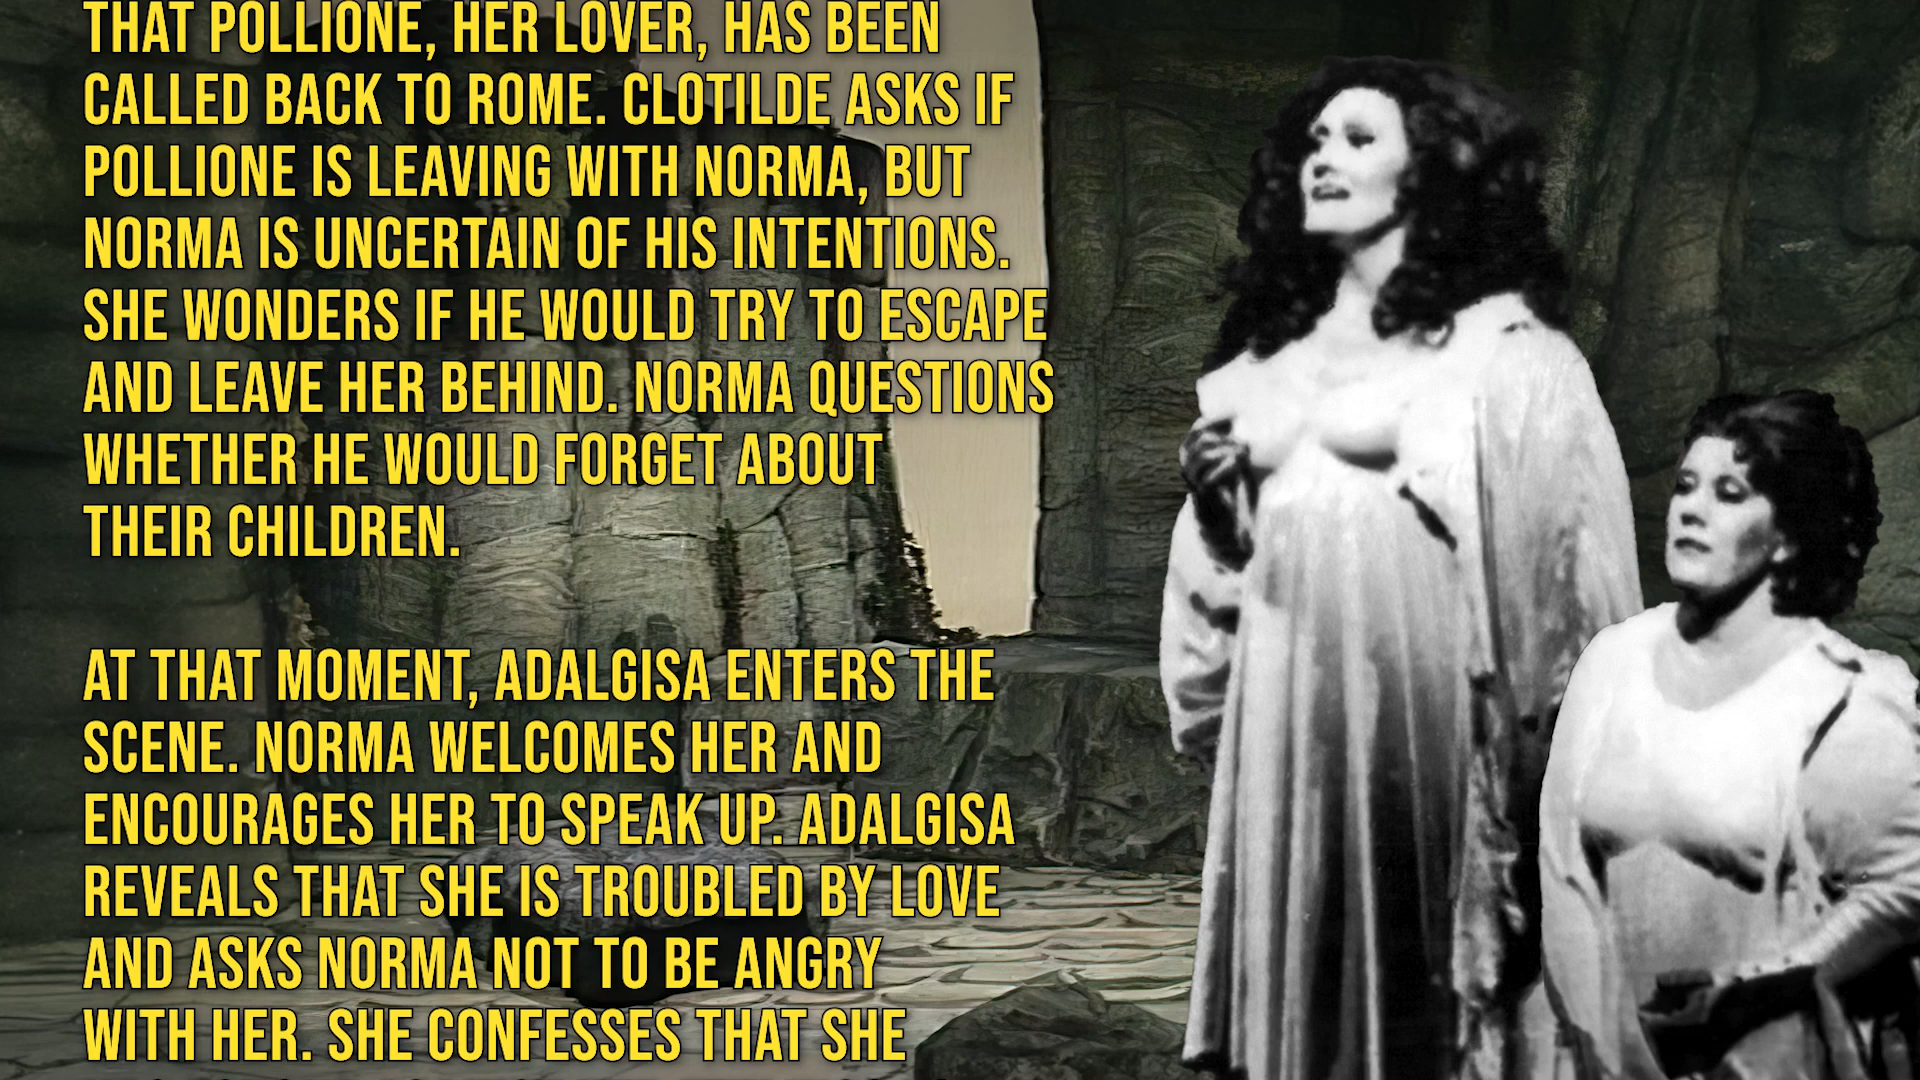 THAT POLLIONE, HER LOVER, HAS BEEN
CALLED BACK TO ROME. CLOTILDE ASKS IF
POLLIONE IS LEAVING WITH NORMA, BUT
NORMA IS UNCERTAIN OF HIS INTENTIONS.
SHE WONDERS IF HE WOULD TRY TO ESCAPE
AND LEAVE HER BEHIND. NORMA QUESTIONS
WHETHER HE WOULD FORGET ABOUT
THEIR CHILDREN.
AT THAT MOMENT, ADALGISA ENTERS THE
SCENE. NORMA WELCOMES HER AND
ENCOURAGES HER TO SPEAK UP. ADALGISA
REVEALS THAT SHE IS TROUBLED BY LOVE
AND ASKS NORMA NOT TO BE ANGRY
WITH HER. SHE CONFESSES THAT SHE